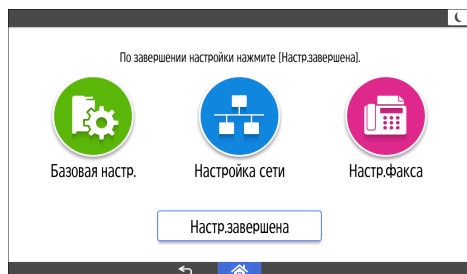 По завершении настройки нажмите [Настр.завершена].
Базовая настр.
Настройка сети
Настр.факса
Настр.завершена